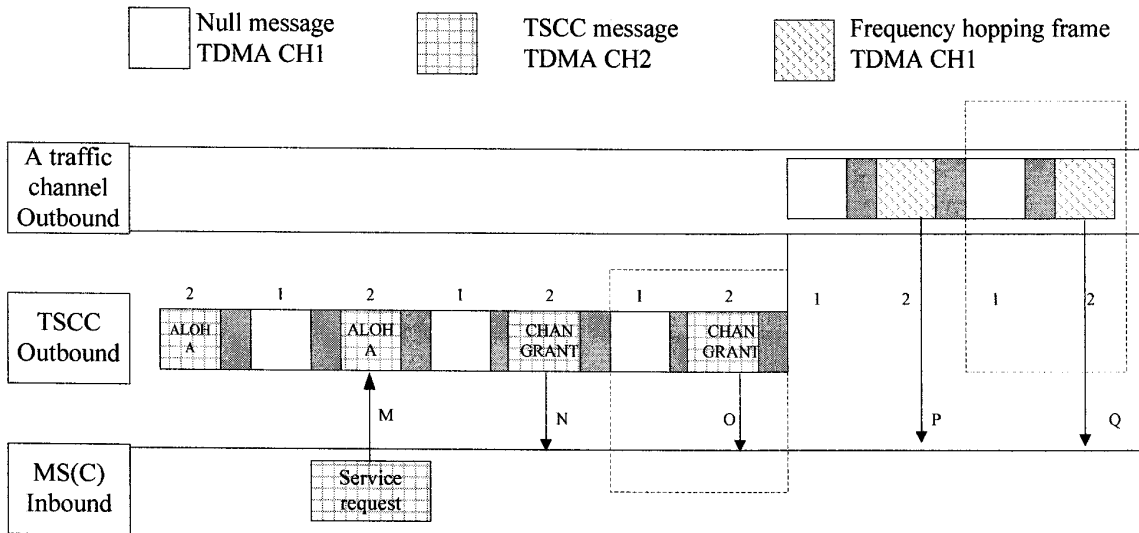 Null message
TDMA CH1
TSCC message
TDMA CH2
Frequency hopping frame
TDMA CH1
A traffic
channel
Outbound
1 2 1 2
2 1 2 1 2 1 2
TSCC
Outbound
ALOH
A
ALOH
A
CHAN
GRANT
CHAN
GRANT
M N O P Q
MS(C)
Inbound
Service
request